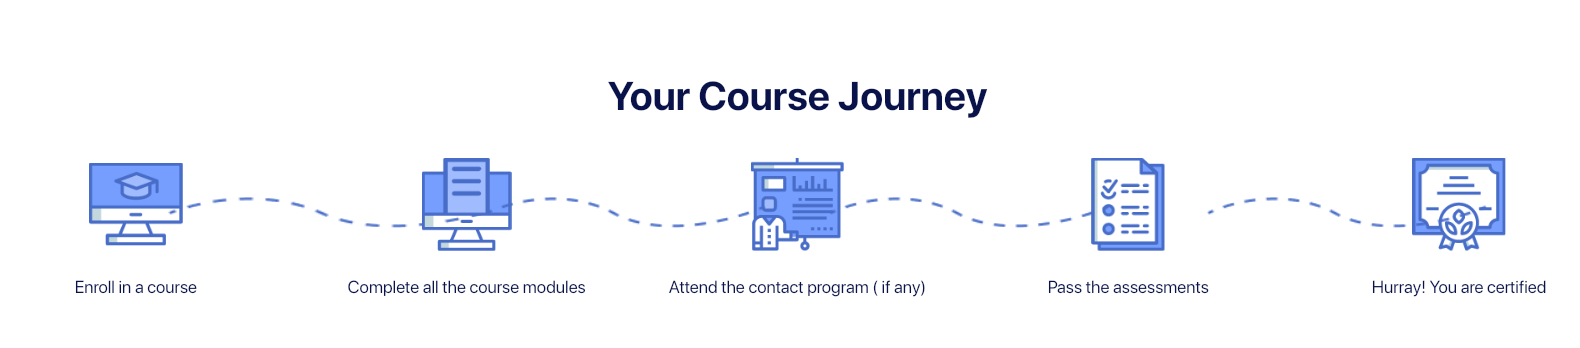 Your Course Journey
Enroll in a course
Complete all the course modules
Attend the contact program ( if any)
Pass the assessments
Hurray! You are certified